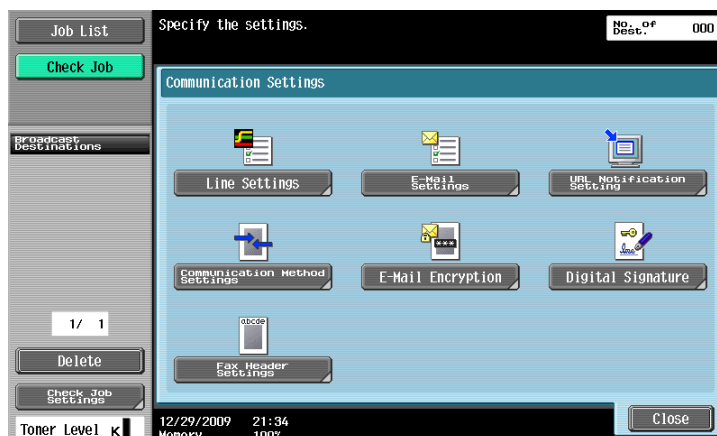 Job List
Check Job
Broadcast
Destinations
1/ 1
Delete
Check Job
Settings
Toner Level K
Specify the settings.
No. of
Dest.
000
Communication Settings
Line Settings
E-Mail
Settings
URL Notification
Setting
Communication Method
Settings
E-Mail Encryption
***
Digital Signature
abcde
Fax Header
Settings
12/29/2009 21:34
Memory 100%
Close